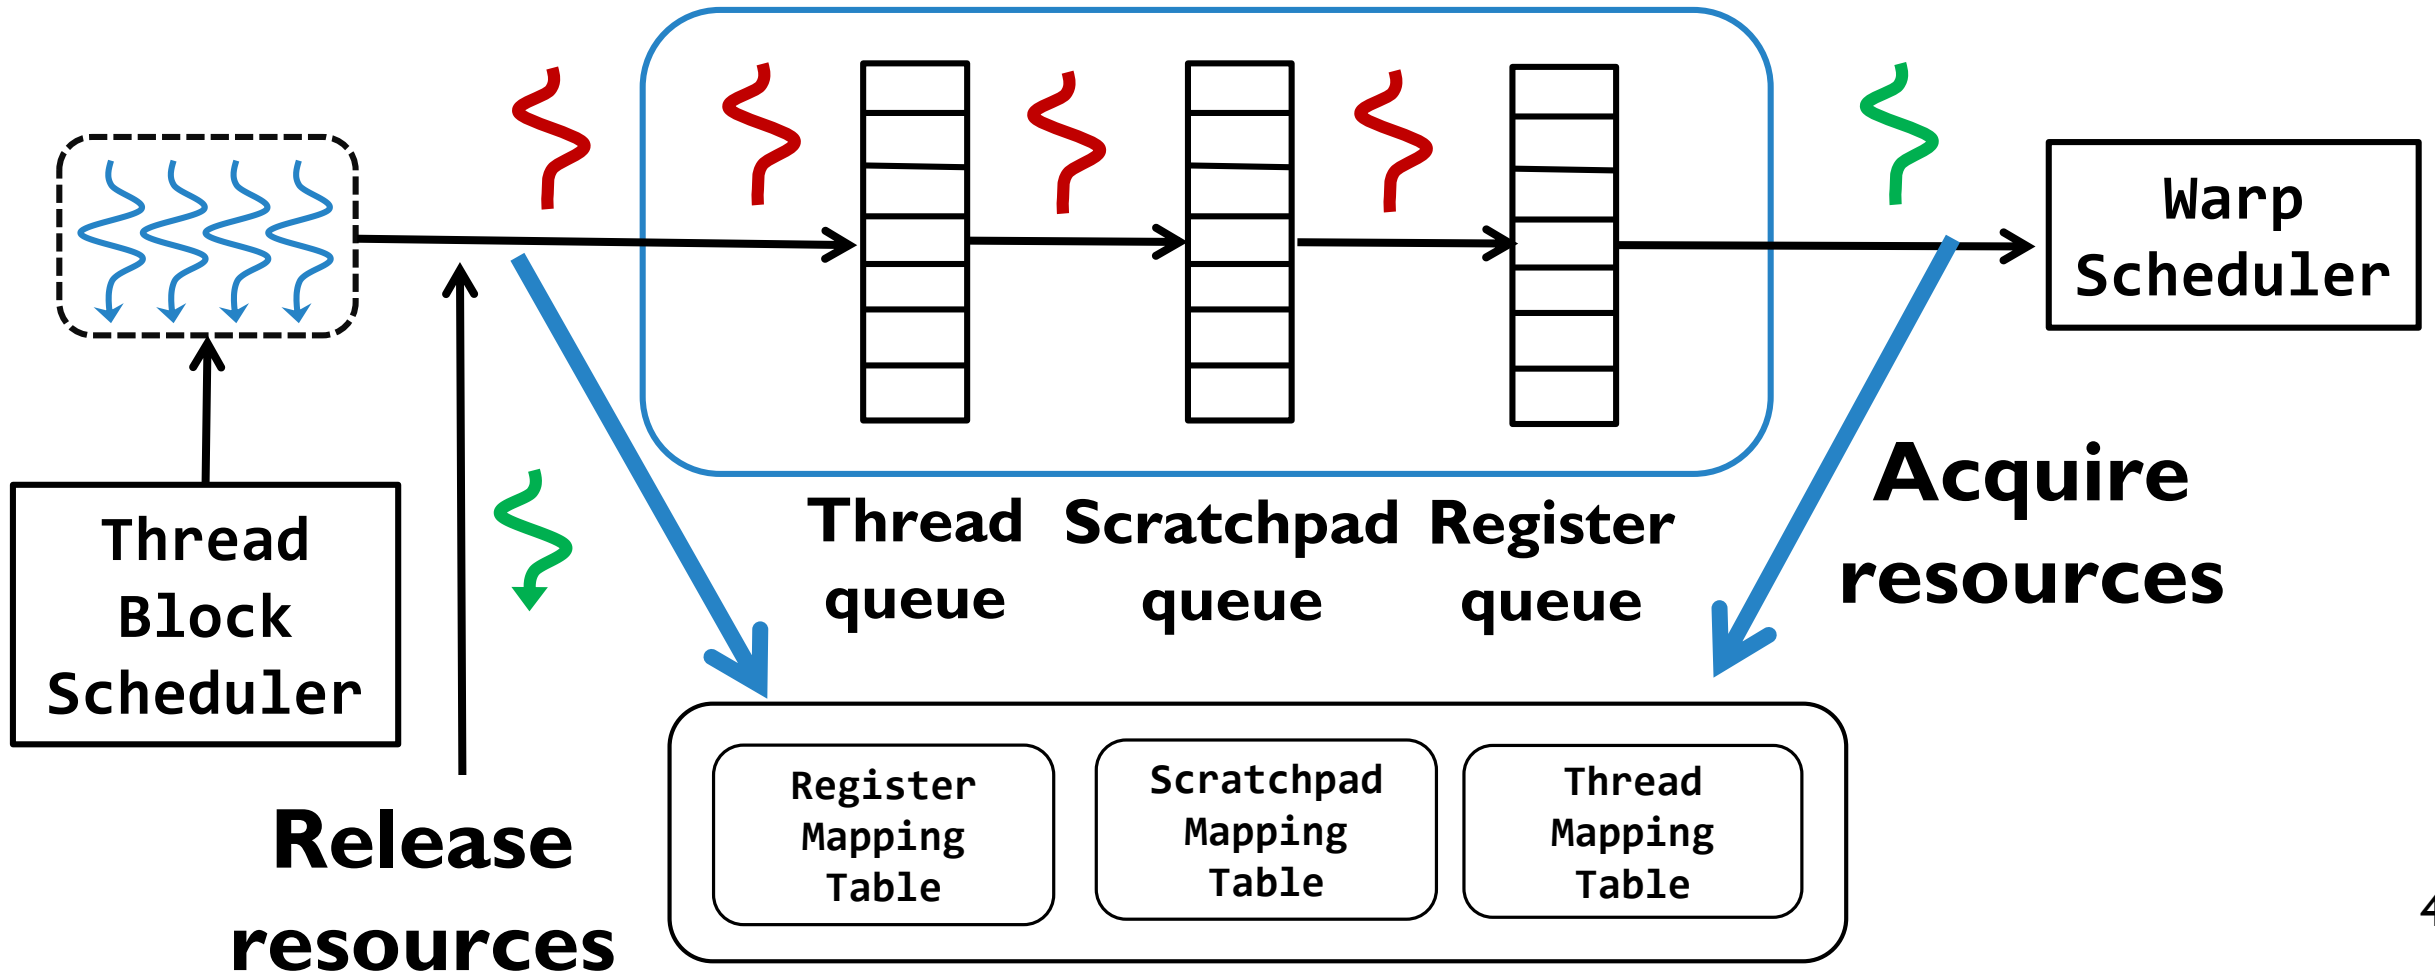 Warp
Scheduler
Thread
Block
Scheduler
Thread
queue
Scratchpad
queue
Register
queue
Acquire
resources
Release
resources
Register
Mapping
Table
Scratchpad
Mapping
Table
Thread
Mapping
Table